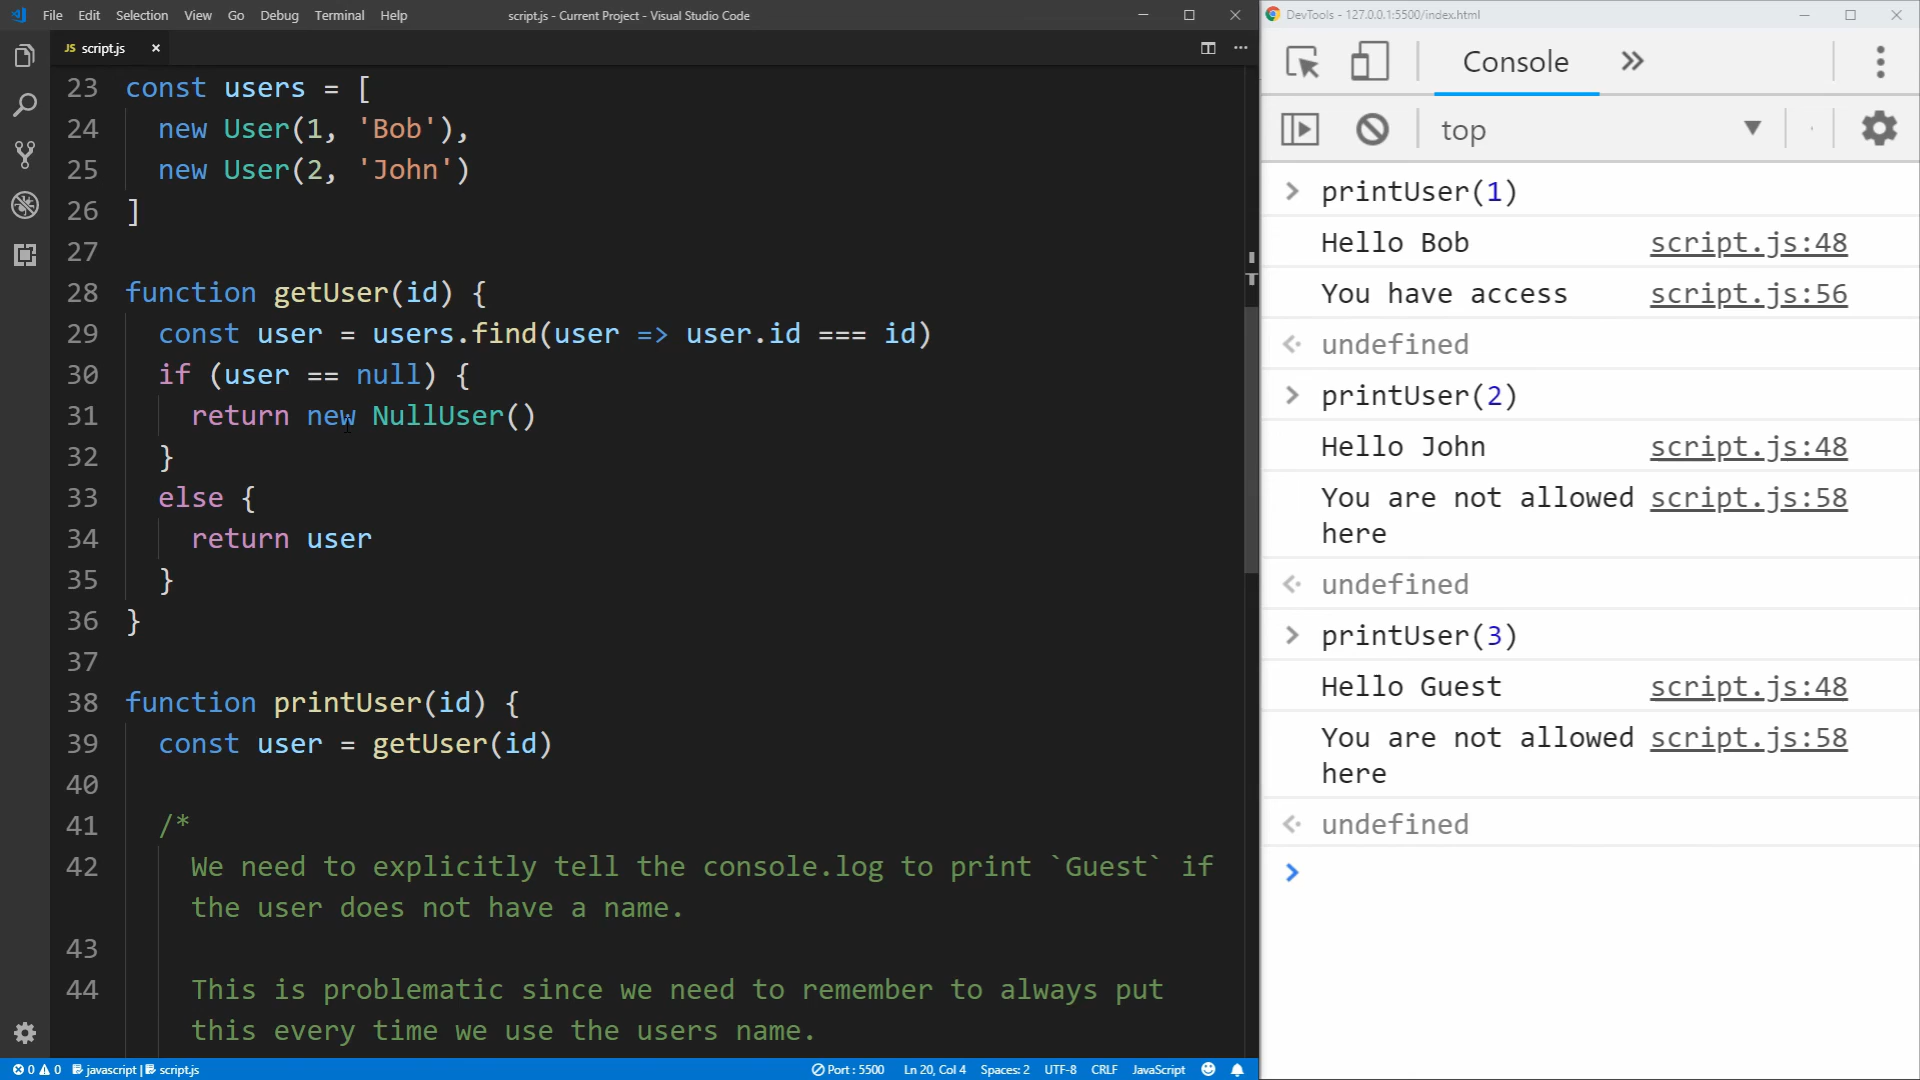 File Edit Selection View Go Debug Terminal Help
script.js - Current Project - Visual Studio Code
JS script.js
23 const users = [
24 new User(1, 'Bob'),
25 new User(2, 'John')
26 ]
27
28 function getUser(id) {
29 const user = users.find(user => user.id === id)
30 if (user == null) {
31 return new NullUser()
32 }
33 else {
34 return user
35 }
36 }
37
38 function printUser(id) {
39 const user = getUser(id)
40
41 /*
42 We need to explicitly tell the console.log to print `Guest` if
the user does not have a name.
43
44 This is problematic since we need to remember to always put
this every time we use the users name.
0 0 javascript | script.js
Port : 5500 Ln 20, Col 4 Spaces: 2 UTF-8 CRLF JavaScript
DevTools - 127.0.0.1:5500/index.html
Console
top
printUser(1)
Hello Bob script.js:48
You have access script.js:56
undefined
printUser(2)
Hello John script.js:48
You are not allowed script.js:58
here
undefined
printUser(3)
Hello Guest script.js:48
You are not allowed script.js:58
here
undefined